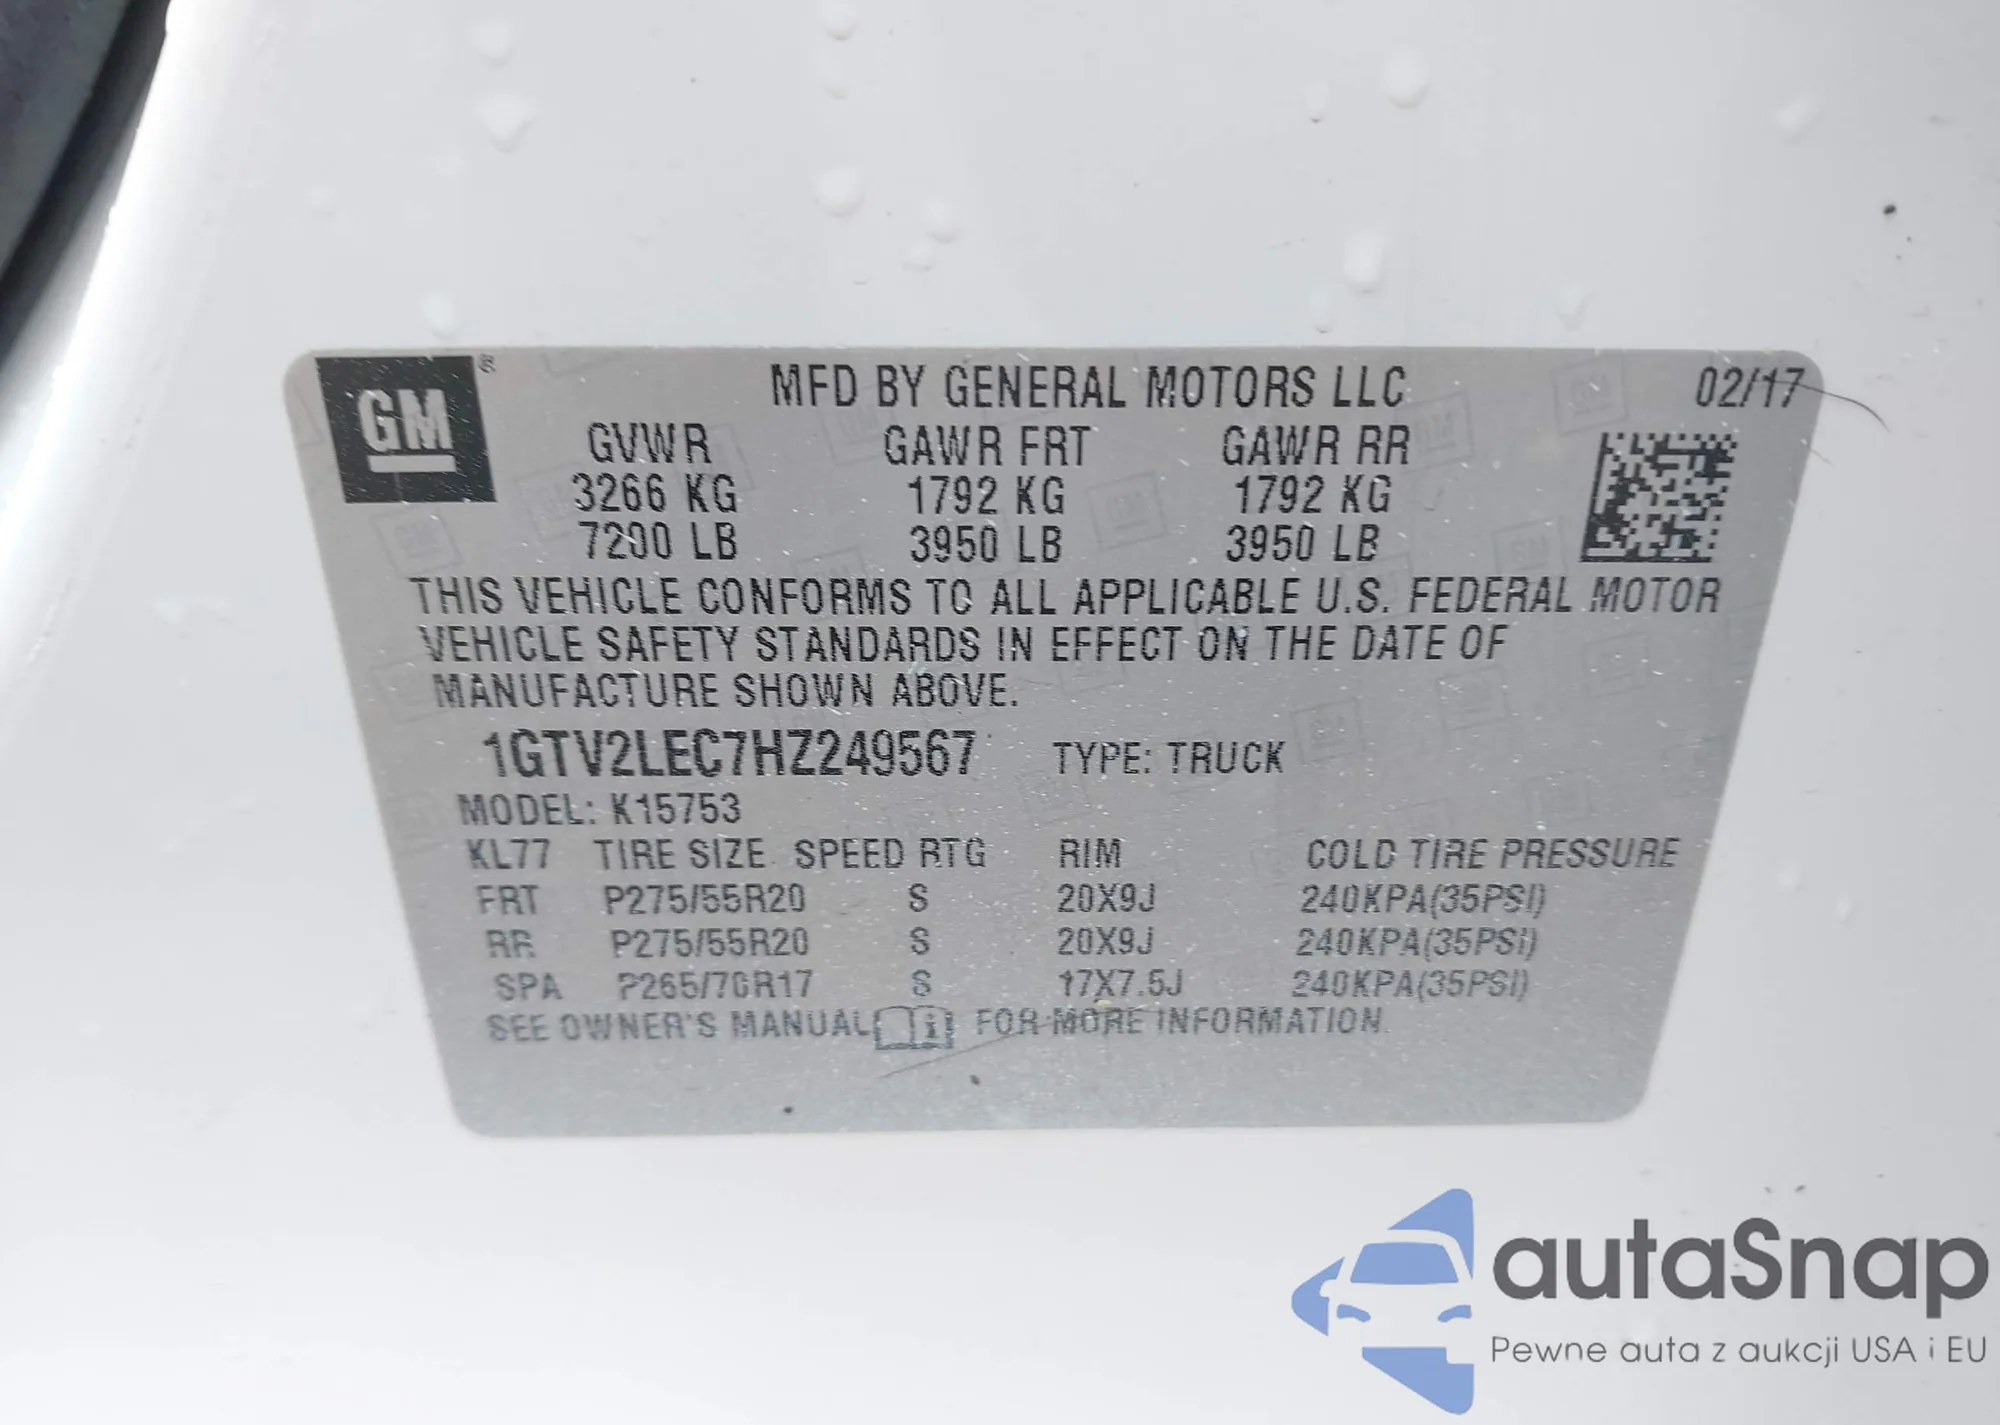 GM ®
MFD BY GENERAL MOTORS LLC 02/17
GVWR GAWR FRT GAWR RR
3266 KG 1792 KG 1792 KG
7200 LB 3950 LB 3950 LB
THIS VEHICLE CONFORMS TO ALL APPLICABLE U.S. FEDERAL MOTOR
VEHICLE SAFETY STANDARDS IN EFFECT ON THE DATE OF
MANUFACTURE SHOWN ABOVE.
1GTV2LEC7HZ249567 TYPE: TRUCK
MODEL: K15753
KL77 TIRE SIZE SPEED RTG RIM COLD TIRE PRESSURE
FRT P275/55R20 S 20X9J 240KPA(35PSI)
RR P275/55R20 S 20X9J 240KPA(35PSI)
SPA P265/70R17 S 17X7.5J 240KPA(35PSI)
SEE OWNER'S MANUAL FOR MORE INFORMATION.
autaSnap
Pewne auta z aukcji USA i EU